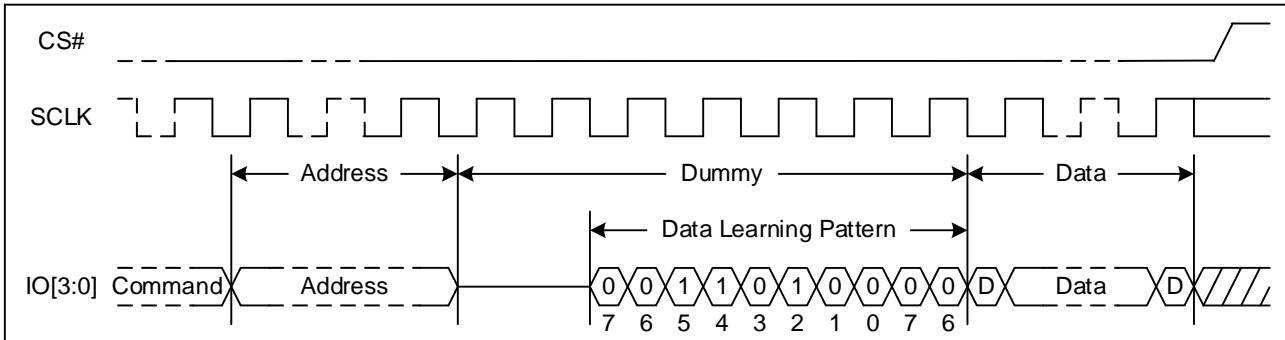 CS#
SCLK
Address Dummy Data
Data Learning Pattern
IO[3:0] Command Address 0 0 1 1 0 1 0 0 0 0 D Data D
7 6 5 4 3 2 1 0 7 6